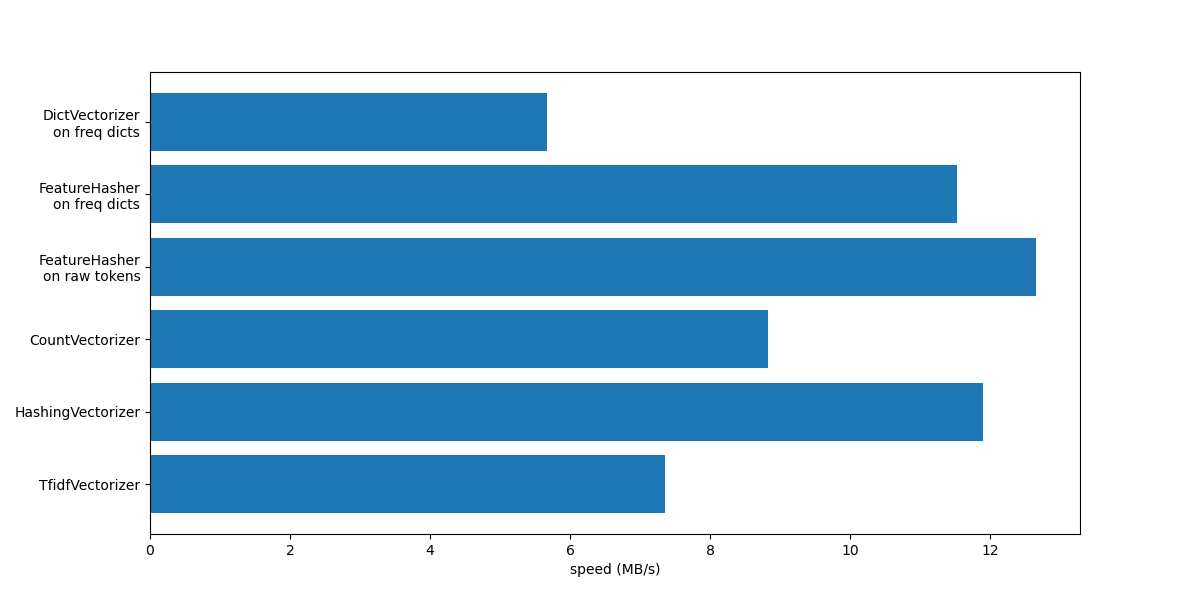 DictVectorizer
on freq dicts
FeatureHasher
on freq dicts
FeatureHasher
on raw tokens
CountVectorizer
HashingVectorizer
TfidfVectorizer
0 2 4 6 8 10 12
speed (MB/s)